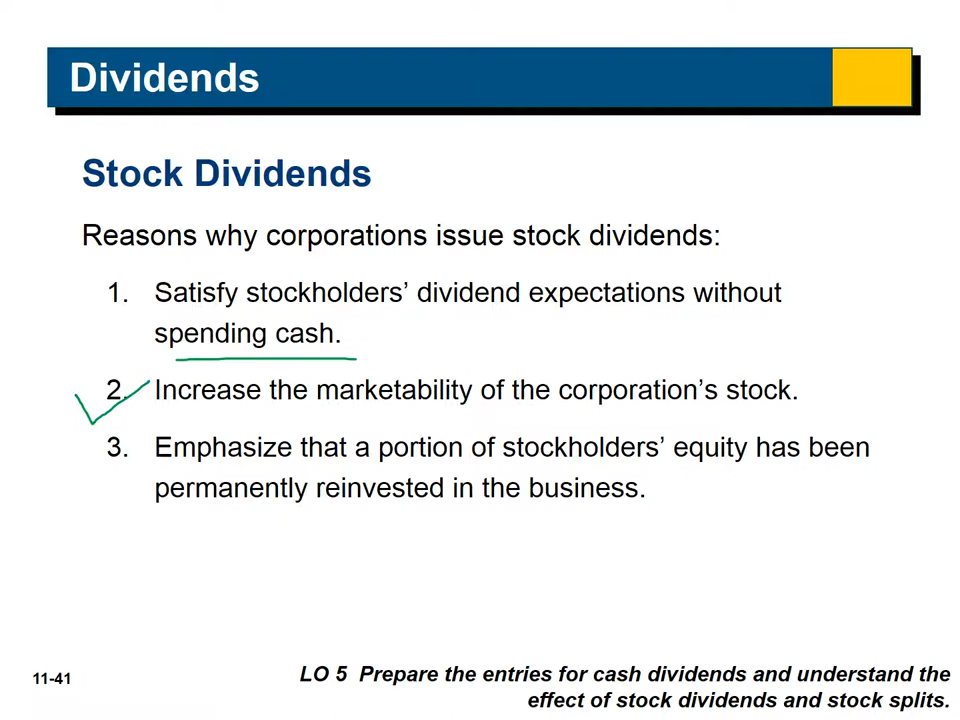 Dividends
Stock Dividends
Reasons why corporations issue stock dividends:
1. Satisfy stockholders’ dividend expectations without
spending cash.
2. Increase the marketability of the corporation’s stock.
3. Emphasize that a portion of stockholders’ equity has been
permanently reinvested in the business.
11-41
LO 5 Prepare the entries for cash dividends and understand the
effect of stock dividends and stock splits.